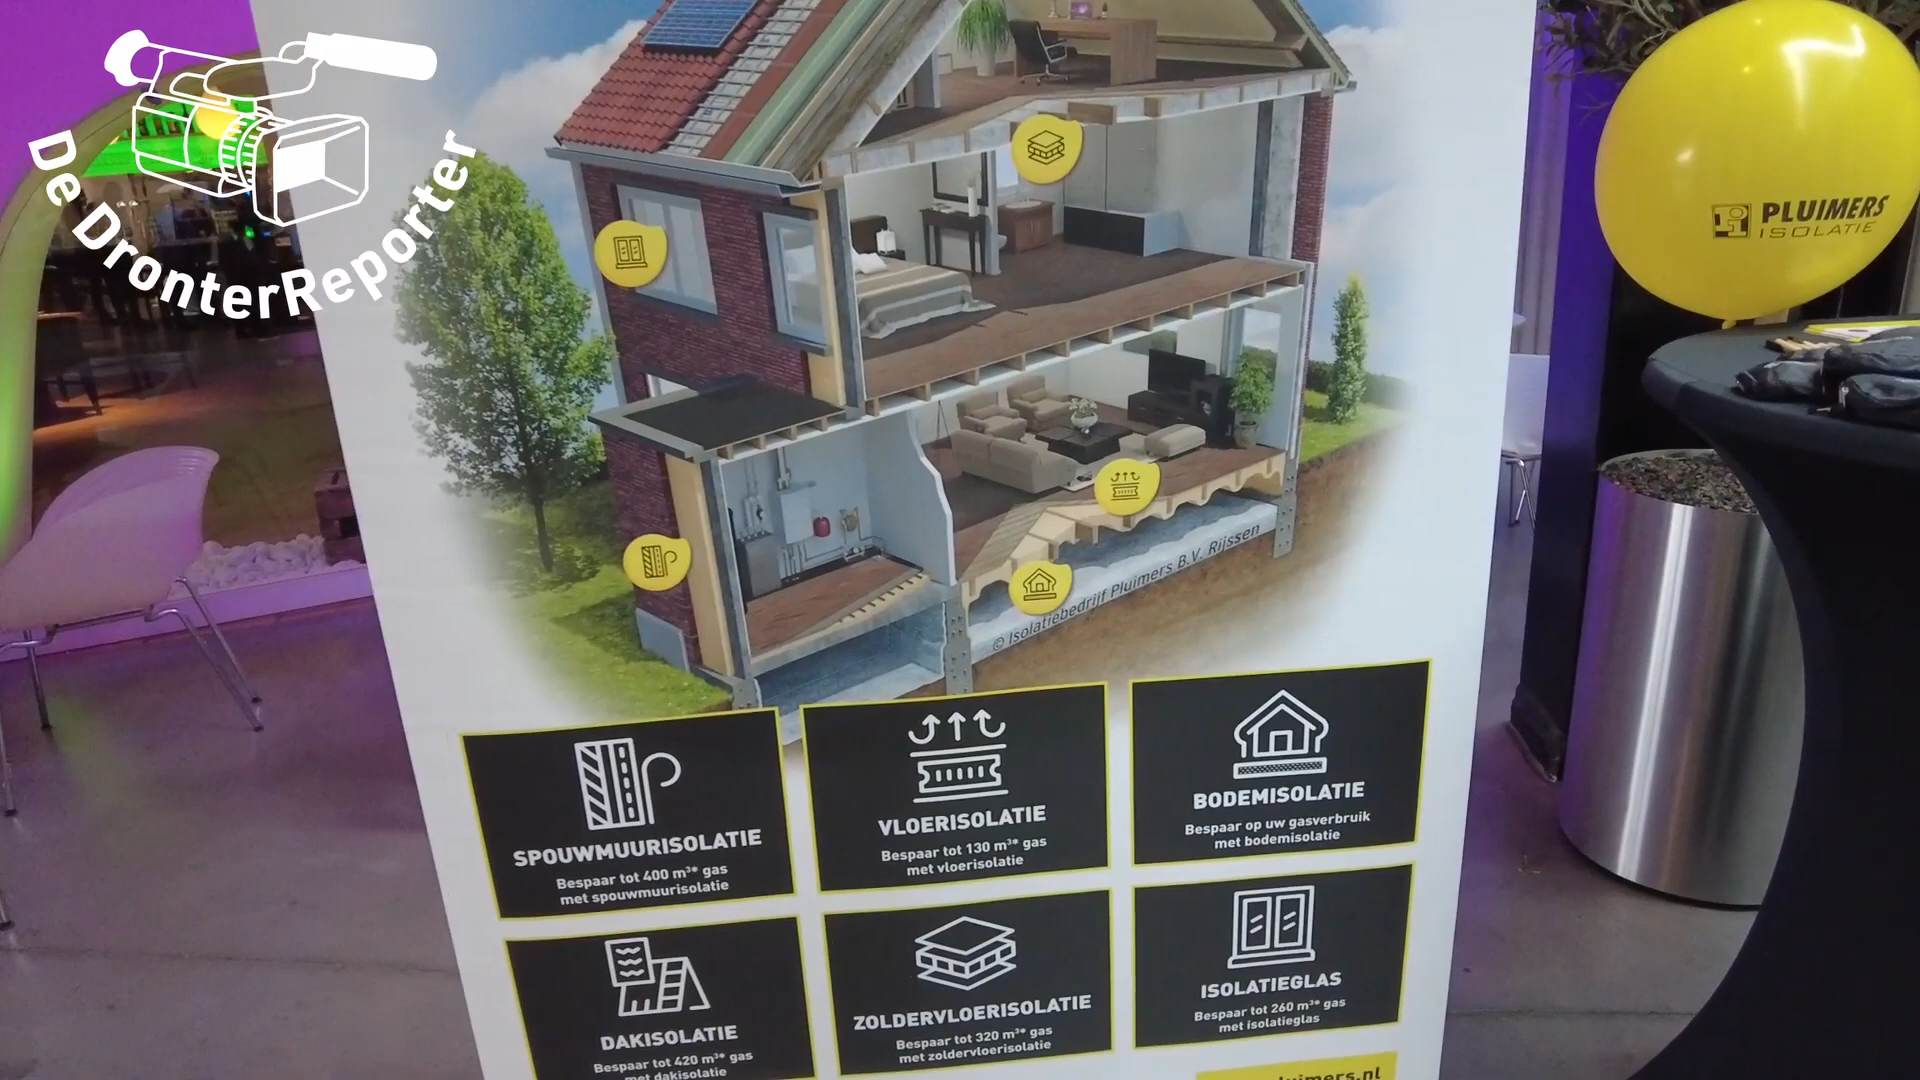 De DronterReporter
PLUIMERS
ISOLATIE
© Isolatiebedrijf Pluimers B.V. Rijssen
SPOUWMUURISOLATIE
Bespaar tot 400 m³* gas
met spouwmuurisolatie
VLOERISOLATIE
Bespaar tot 130 m³* gas
met vloerisolatie
BODEMISOLATIE
Bespaar op uw gasverbruik
met bodemisolatie
DAKISOLATIE
Bespaar tot 420 m³* gas
met dakisolatie
ZOLDERVLOERISOLATIE
Bespaar tot 320 m³* gas
met zoldervloerisolatie
ISOLATIEGLAS
Bespaar tot 260 m³* gas
met isolatieglas